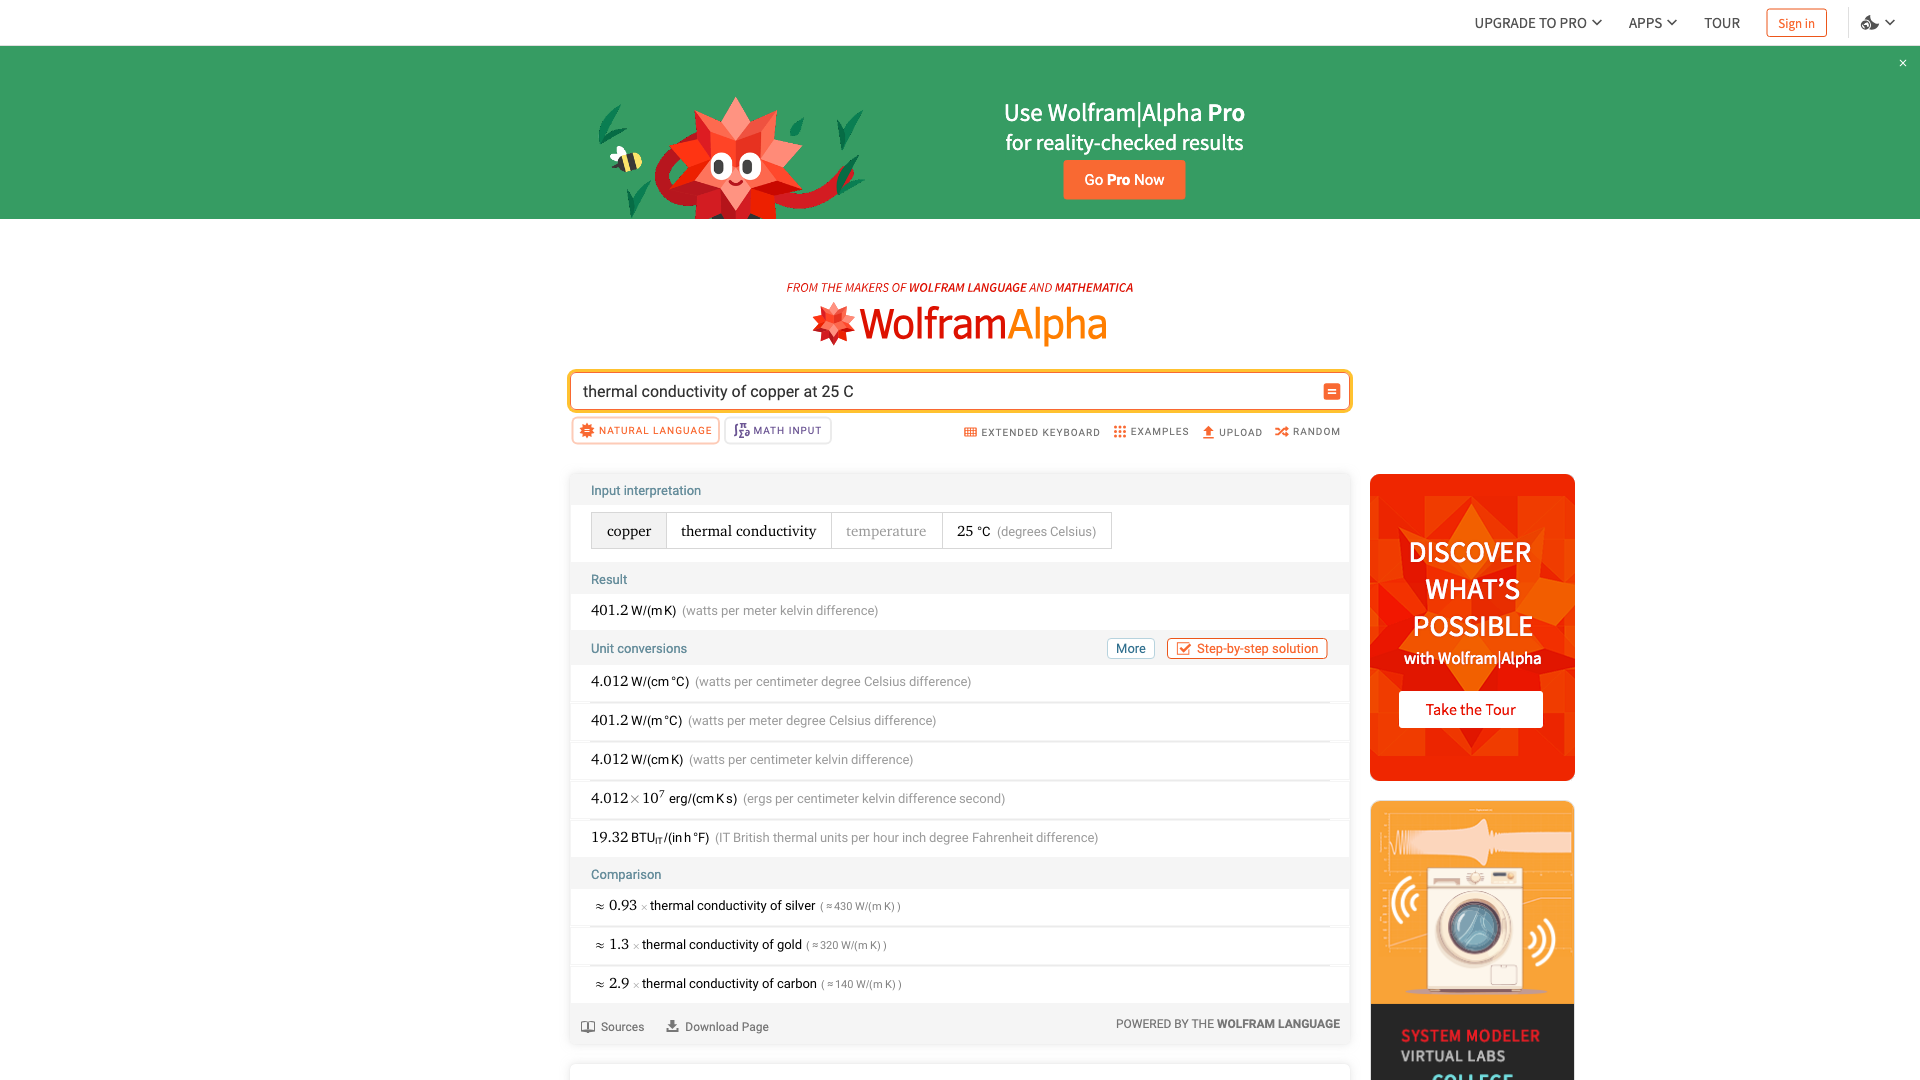 UPGRADE TO PRO APPS TOUR Sign in
×
Use Wolfram|Alpha Pro
for reality-checked results
Go Pro Now
FROM THE MAKERS OF WOLFRAM LANGUAGE AND MATHEMATICA
WolframAlpha
thermal conductivity of copper at 25 C
NATURAL LANGUAGE MATH INPUT EXTENDED KEYBOARD EXAMPLES UPLOAD RANDOM
Input interpretation
copper thermal conductivity temperature 25 °C (degrees Celsius)
Result
401.2 W/(m K) (watts per meter kelvin difference)
Unit conversions More Step-by-step solution
4.012 W/(cm °C) (watts per centimeter degree Celsius difference)
401.2 W/(m °C) (watts per meter degree Celsius difference)
4.012 W/(cm K) (watts per centimeter kelvin difference)
4.012 × 10⁷ erg/(cm K s) (ergs per centimeter kelvin difference second)
19.32 BTU_IT/(in h °F) (IT British thermal units per hour inch degree Fahrenheit difference)
Comparison
≈ 0.93 × thermal conductivity of silver ( ≈ 430 W/(m K) )
≈ 1.3 × thermal conductivity of gold ( ≈ 320 W/(m K) )
≈ 2.9 × thermal conductivity of carbon ( ≈ 140 W/(m K) )
Sources Download Page POWERED BY THE WOLFRAM LANGUAGE
DISCOVER
WHAT'S
POSSIBLE
with Wolfram|Alpha
Take the Tour
SYSTEM MODELER
VIRTUAL LABS
COLLEGE